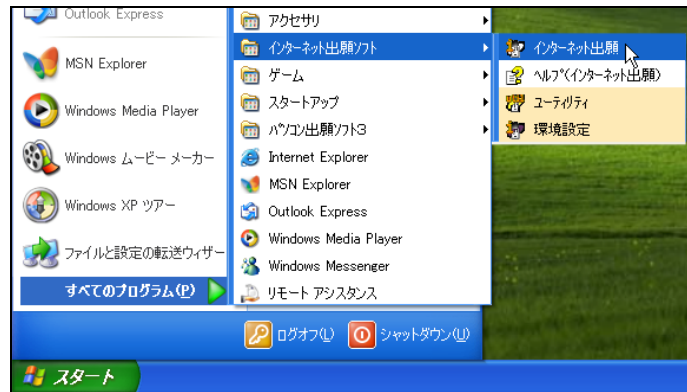 Outlook Express
MSN Explorer
Windows Media Player
Windows ムービー メーカー
Windows XP ツアー
ファイルと設定の転送ウィザー
すべてのプログラム(P)
アクセサリ
インターネット出願ソフト
ゲーム
スタートアップ
パソコン出願ソフト3
Internet Explorer
MSN Explorer
Outlook Express
Windows Media Player
Windows Messenger
リモート アシスタンス
インターネット出願
ヘルプ(インターネット出願)
ユーティリティ
環境設定
ログオフ(L)
シャットダウン(U)
スタート